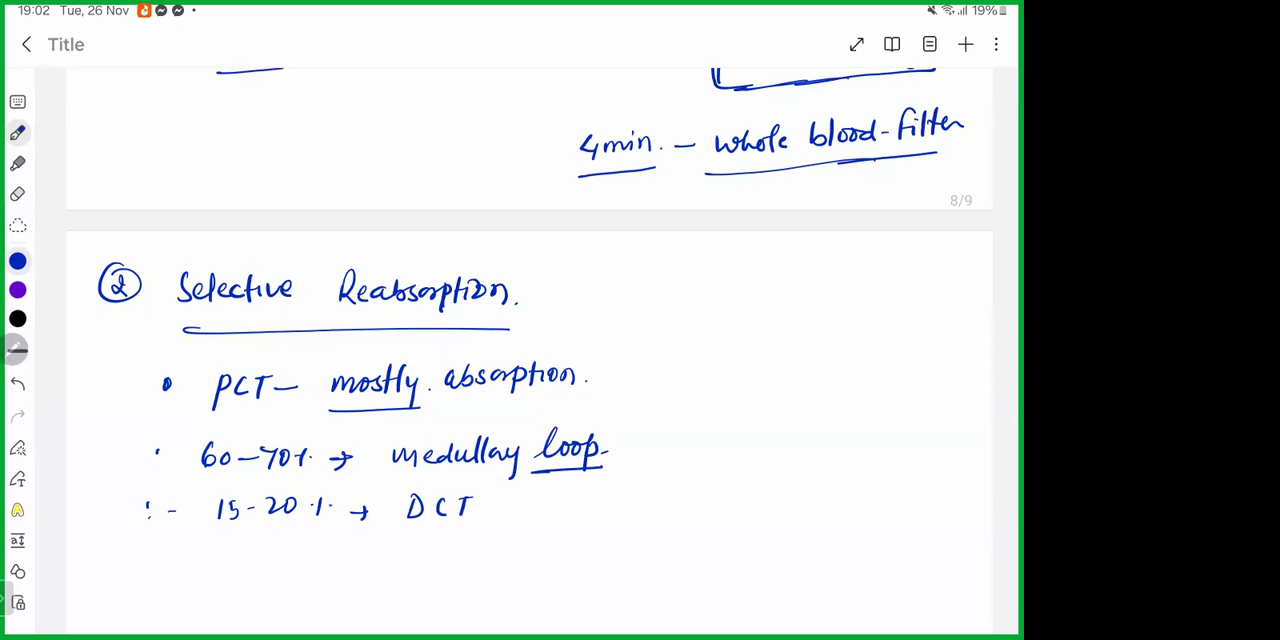 19:02 Tue, 26 Nov 19%
Title
4min. - whole blood-filter
8/9
② Selective Reabsorption.
• PCT- mostly. absorption.
• 60-70% → medullay loop-
:- 15-20% → DCT